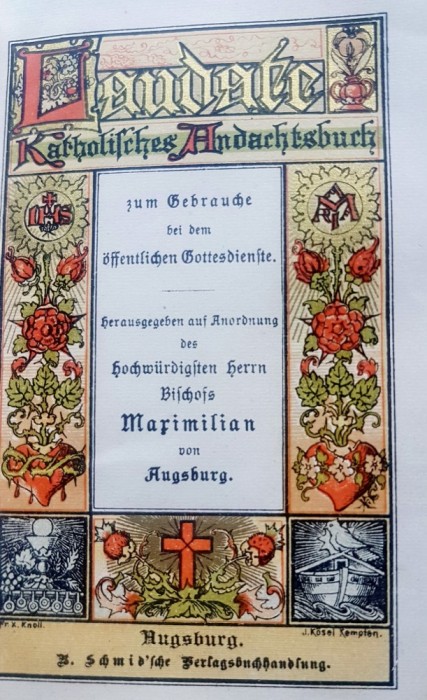 Laudate
Katholisches Andachtsbuch
IHS
zum Gebrauche
bei dem
öffentlichen Gottesdienste.
Herausgegeben auf Anordnung
des
Hochwürdigsten Herrn
Bischofs
Maximilian
von
Augsburg.
Fr. X. Knoll.
J. Kösel Kempten.
Augsburg.
B. Schmid'sche Verlagsbuchhandlung.